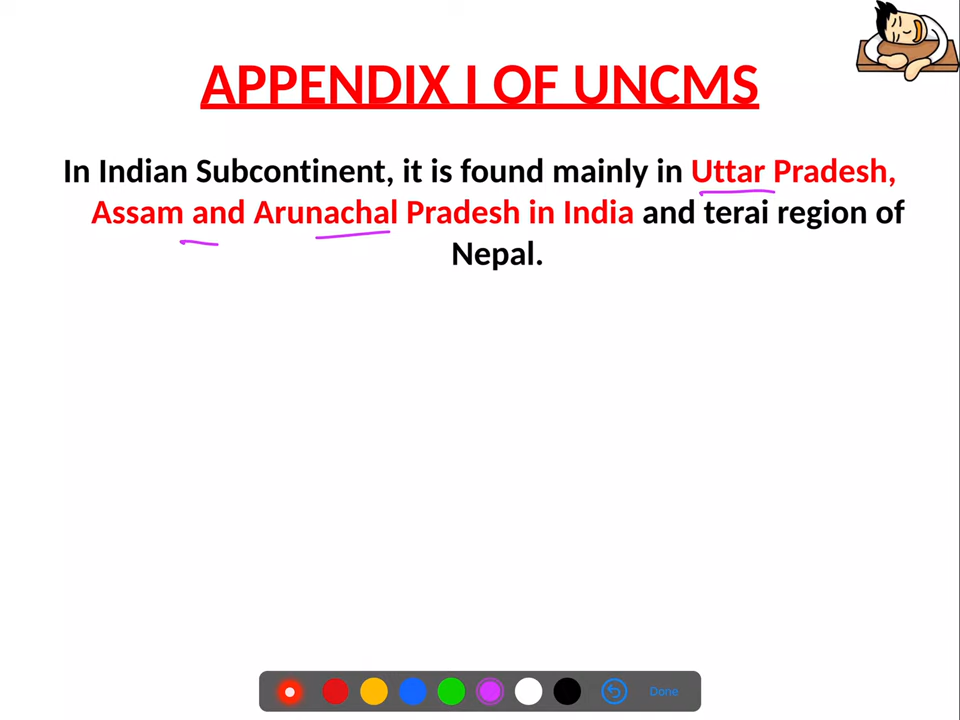 APPENDIX I OF UNCMS
In Indian Subcontinent, it is found mainly in Uttar Pradesh,
Assam and Arunachal Pradesh in India and terai region of
Nepal.
Done